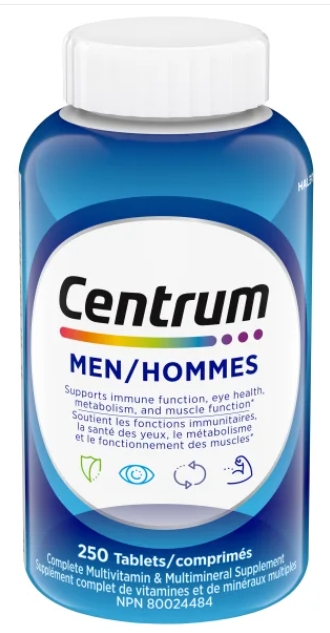 HALE
Centrum
MEN/HOMMES
Supports immune function, eye health,
metabolism, and muscle function*
Soutient les fonctions immunitaires,
la santé des yeux, le métabolisme
et le fonctionnement des muscles*
250 Tablets/comprimés
Complete Multivitamin & Multimineral Supplement
Supplément complet de vitamines et de minéraux multiples
NPN 80024484